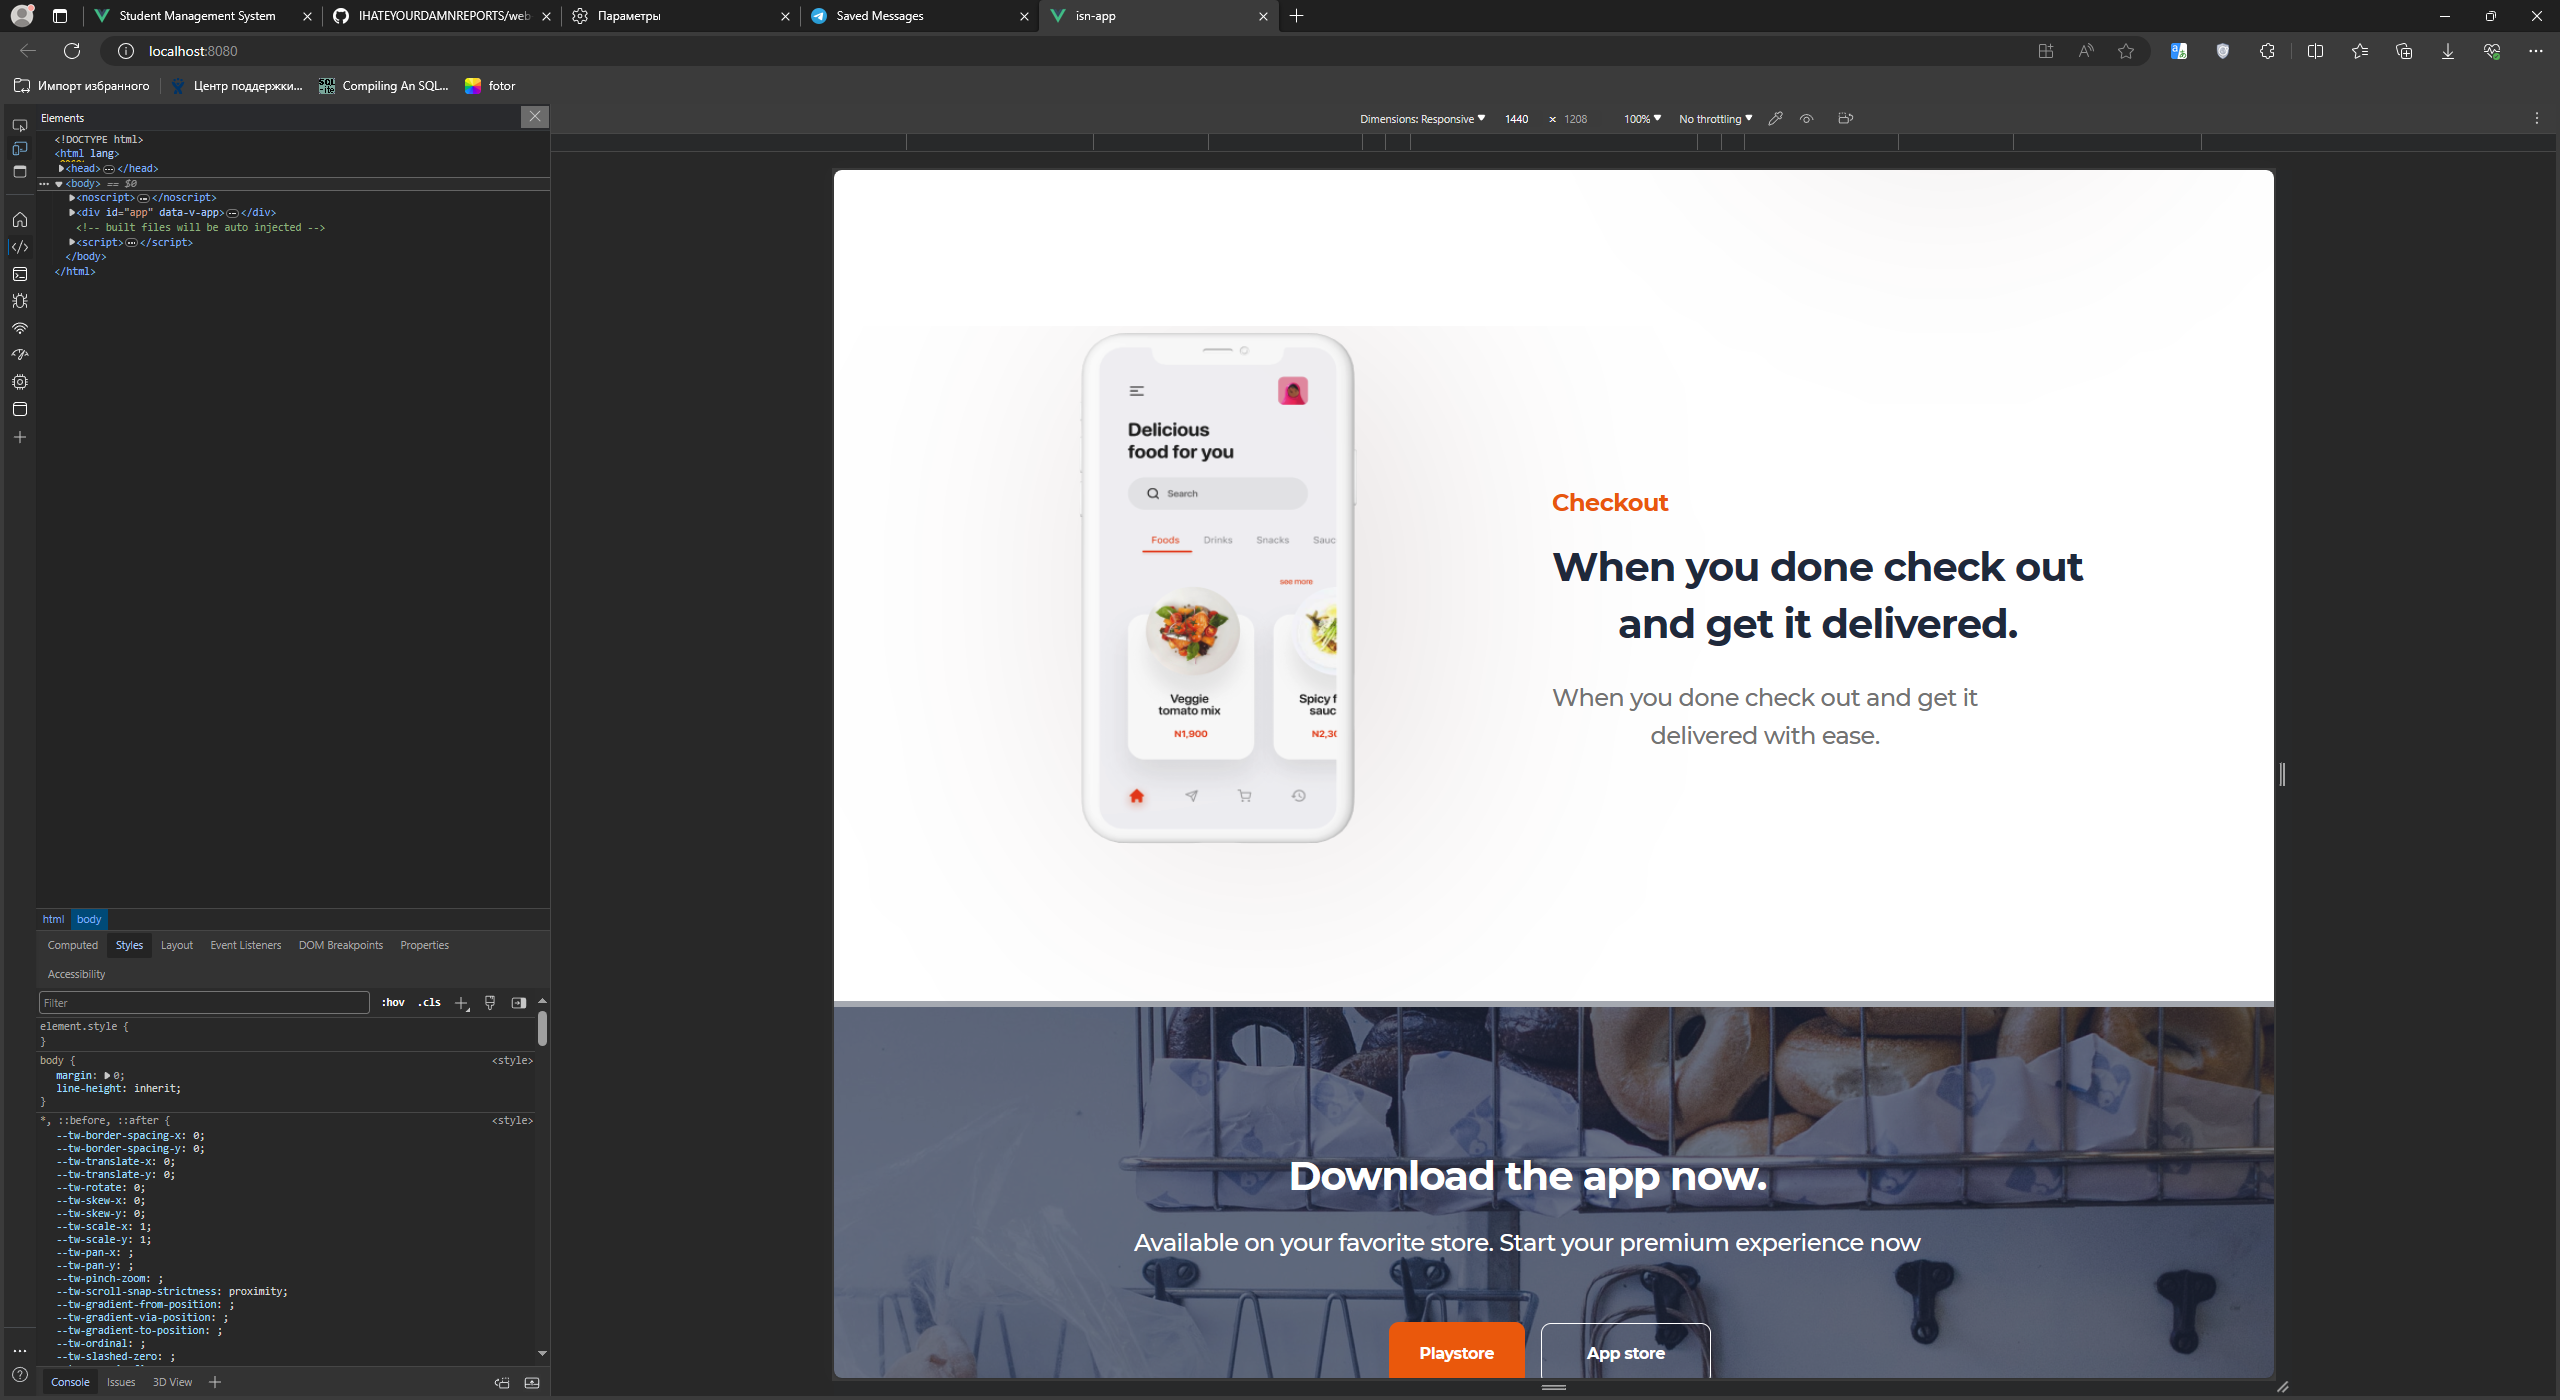 Student Management System
IHATEYOURDAMNREPORTS/web
Параметры
Saved Messages
isn-app
localhost:8080
Импорт избранного
Центр поддержки...
Compiling An SQL...
fotor
Elements
<!DOCTYPE html>
<html lang>
<head> ... </head>
... <body> == $0
<noscript> ... </noscript>
<div id="app" data-v-app> ... </div>
<!-- built files will be auto injected -->
<script> ... </script>
</body>
</html>
html body
Computed Styles Layout Event Listeners DOM Breakpoints Properties
Accessibility
Filter :hov .cls
element.style {
}
body { <style>
margin: 0;
line-height: inherit;
}
*, ::before, ::after { <style>
--tw-border-spacing-x: 0;
--tw-border-spacing-y: 0;
--tw-translate-x: 0;
--tw-translate-y: 0;
--tw-rotate: 0;
--tw-skew-x: 0;
--tw-skew-y: 0;
--tw-scale-x: 1;
--tw-scale-y: 1;
--tw-pan-x: ;
--tw-pan-y: ;
--tw-pinch-zoom: ;
--tw-scroll-snap-strictness: proximity;
--tw-gradient-from-position: ;
--tw-gradient-via-position: ;
--tw-gradient-to-position: ;
--tw-ordinal: ;
--tw-slashed-zero: ;
Console Issues 3D View
Dimensions: Responsive 1440 × 1208 100% No throttling
Delicious
food for you
Search
Foods Drinks Snacks Sauc
see more
Veggie
tomato mix
N1,900
Spicy f
sauc
N2,30
Checkout
When you done check out
and get it delivered.
When you done check out and get it
delivered with ease.
Download the app now.
Available on your favorite store. Start your premium experience now
Playstore
App store